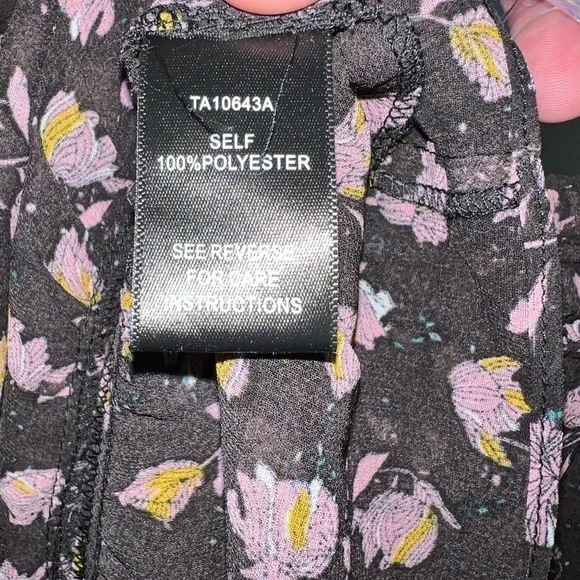 TA10643A
SELF
100%POLYESTER
SEE REVERSE
FOR CARE
INSTRUCTIONS